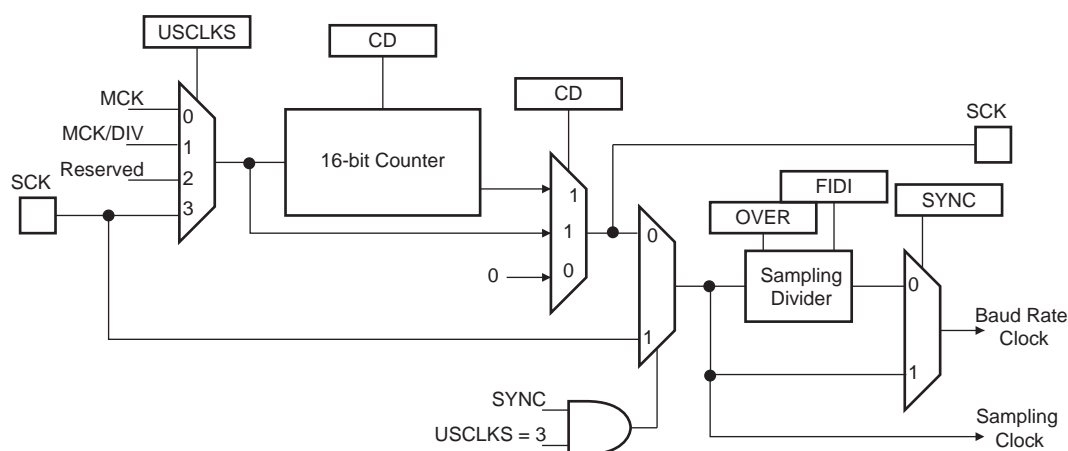 USCLKS
CD
CD
MCK
MCK/DIV
Reserved
SCK
0
1
2
3
16-bit Counter
SCK
1
1
0
0
FIDI
OVER
SYNC
0
1
Sampling
Divider
0
1
Baud Rate
Clock
SYNC
USCLKS = 3
Sampling
Clock